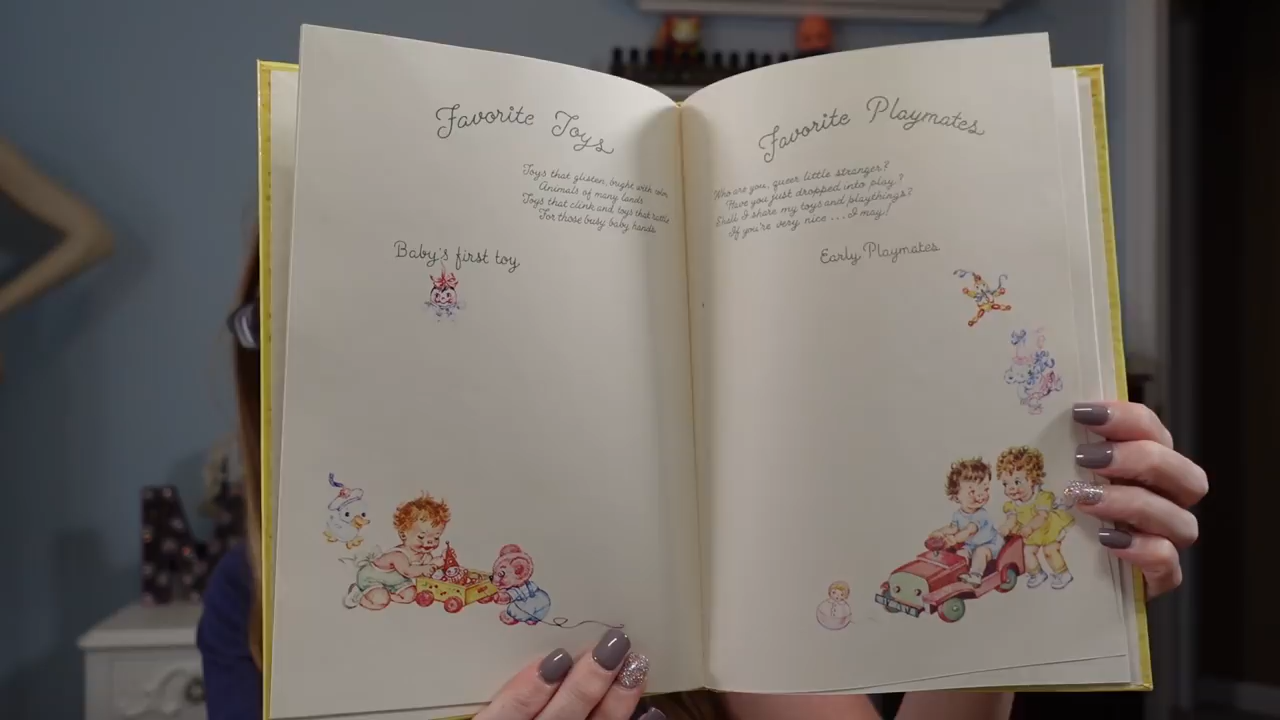 Favorite Toys
Toys that glisten, bright with color
Animals of many lands
Toys that clink and toys that rattle
For those busy baby hands.
Baby's first toy
Favorite Playmates
Who are you, queer little stranger?
Have you just dropped into play?
Shall I share my toys and playthings?
If you're very nice ... I may!
Early Playmates